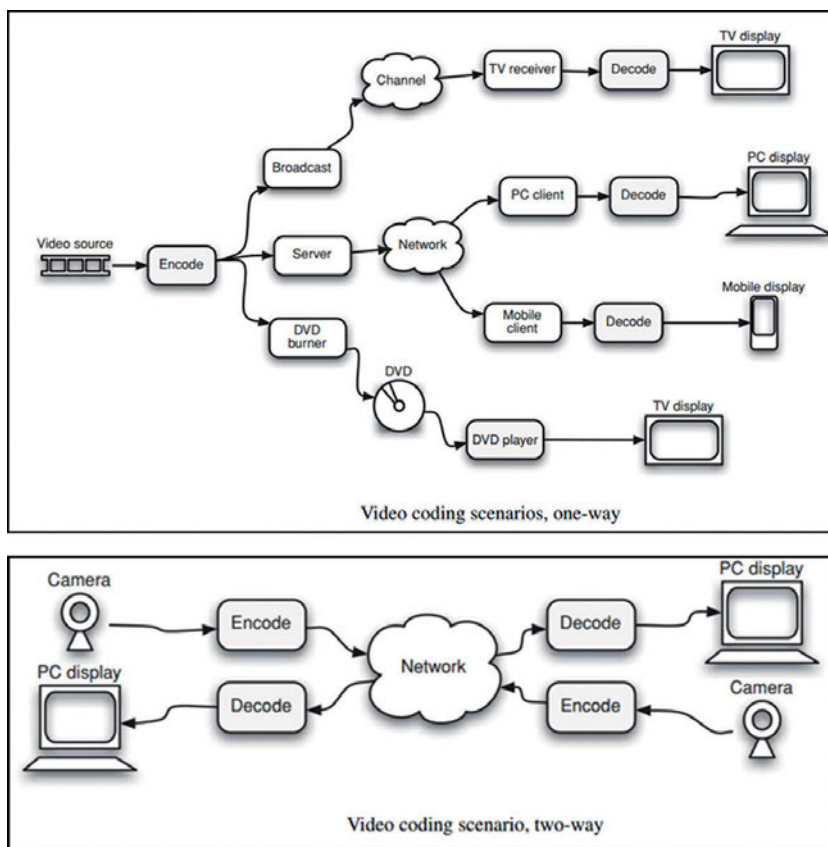 TV display
Channel
TV receiver
Decode
Broadcast
PC display
PC client
Decode
Video source
Encode
Server
Network
Mobile display
Mobile client
Decode
DVD
burner
DVD
TV display
DVD player
Video coding scenarios, one-way
Camera
PC display
Encode
Decode
Network
PC display
Decode
Encode
Camera
Video coding scenario, two-way